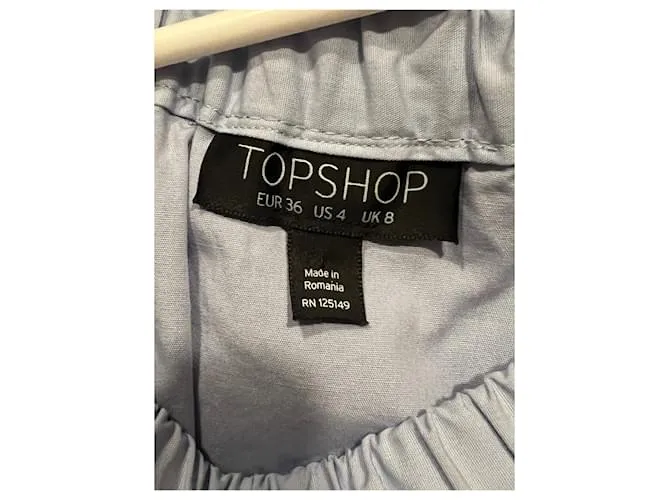 TOPSHOP
EUR 36 US 4 UK 8
Made in
Romania
RN 125149